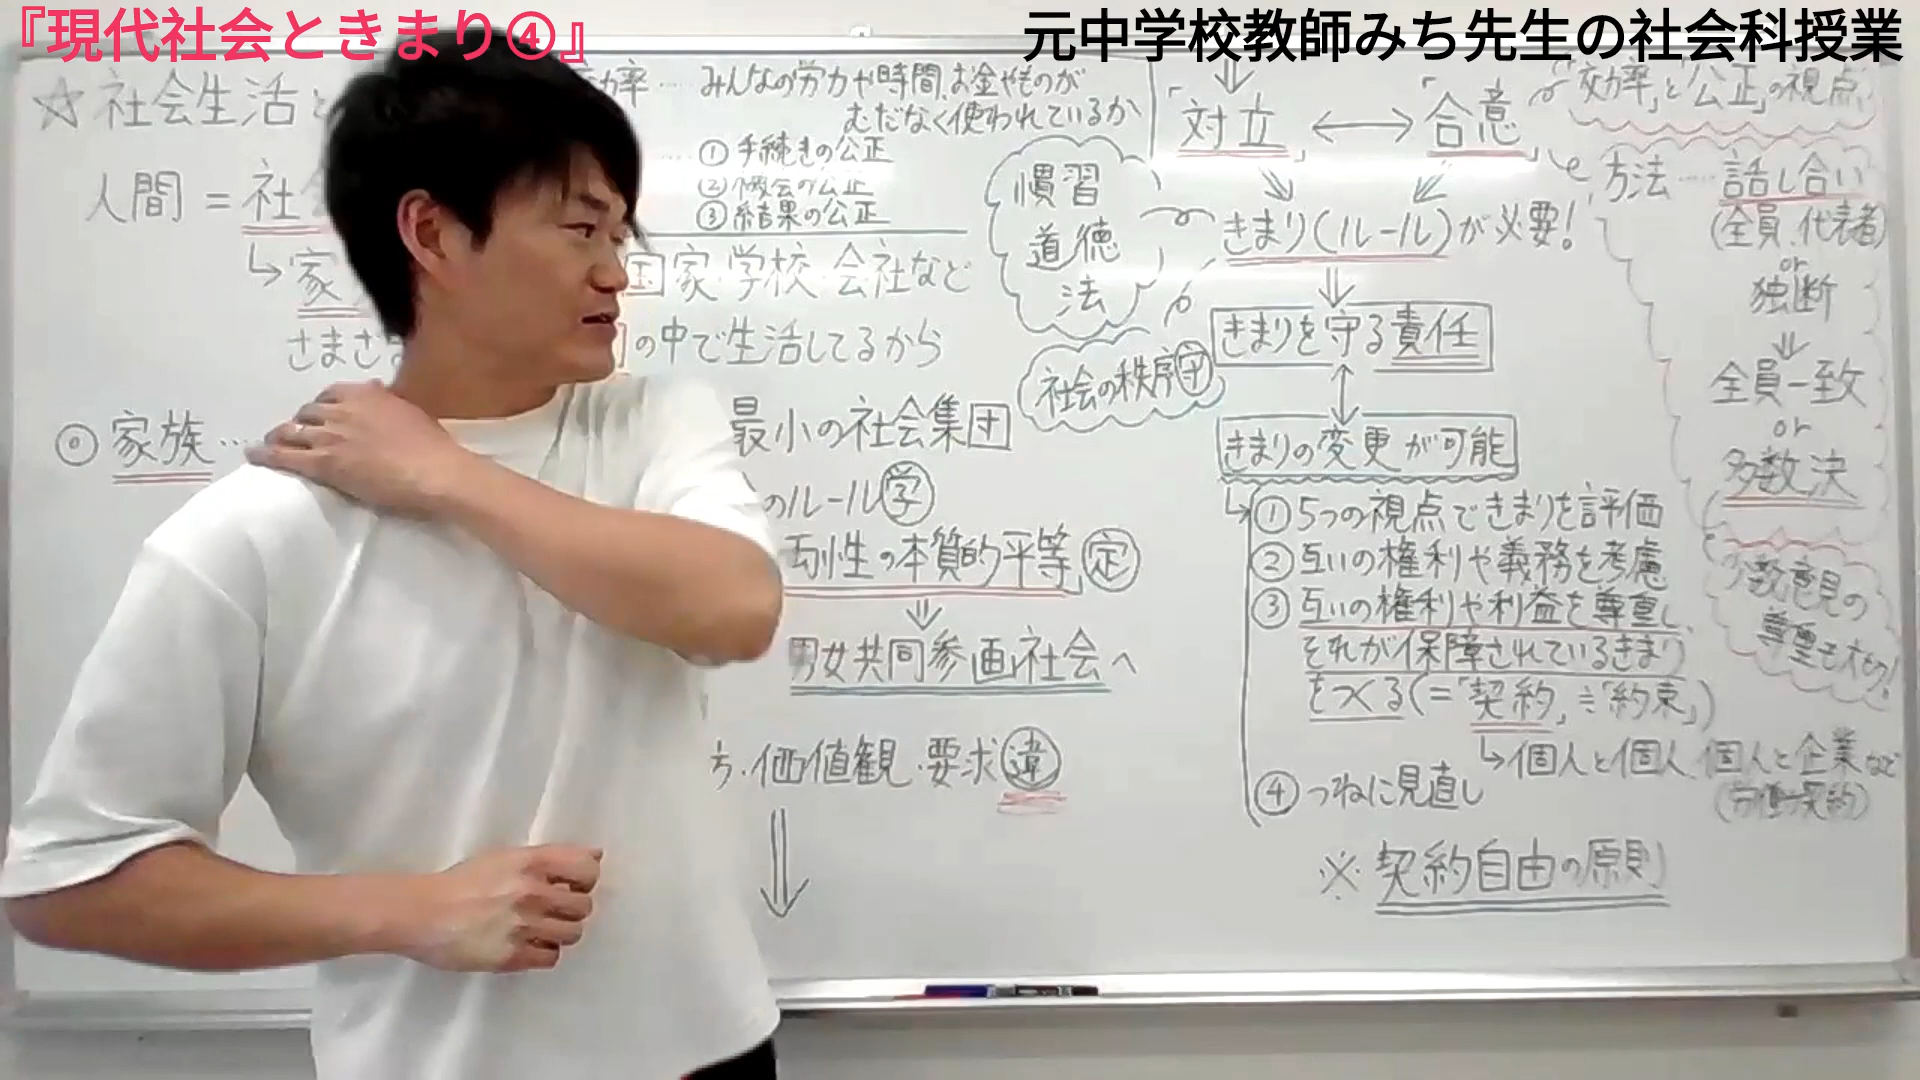 『現代社会ときまり④』
元中学校教師みち先生の社会科授業
☆社会生活と
人間=社会
↳家
国家・学校・会社など
さまざま
の中で生活してるから
◎家族…
最小の社会集団
のルール 学
両性の本質的平等 定
⇓
男女共同参画社会へ
方・価値観・要求 違
効率……みんなの労力や時間、お金やものが
むだなく使われているか
……① 手続きの公正
② 機会の公正
③ 結果の公正
慣習
道徳
法
社会の秩序 守
⇓
「対立」⟷「合意」
きまり(ルール)が必要!
⇓
きまりを守る責任
↕
きまりの変更が可能
↳① 5つの視点できまりを評価
② 互いの権利や義務を考慮
③ 互いの権利や利益を尊重し、
それが保障されているきまり
をつくる(=「契約」≒「約束」)
↳個人と個人、個人と企業など
(労働契約)
④ つねに見直し
※ 契約自由の原則
「効率」と「公正」の視点
方法……話し合い
(全員、代表者)
or
独断
⇓
全員一致
or
多数決
少数意見の
尊重も大切!